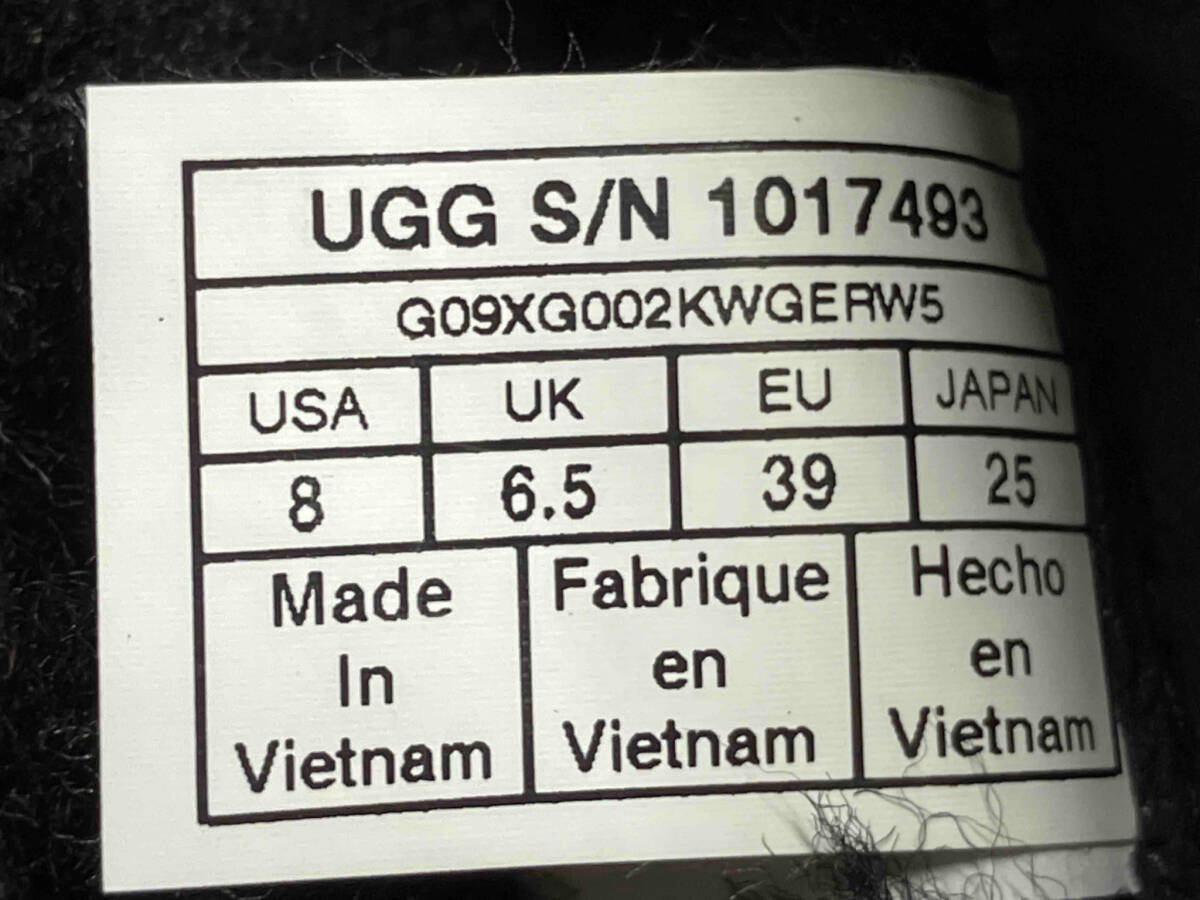 UGG S/N 1017493
G09XG002KWGERW5
USA UK EU JAPAN
8 6.5 39 25
Made
In
Vietnam
Fabrique
en
Vietnam
Hecho
en
Vietnam